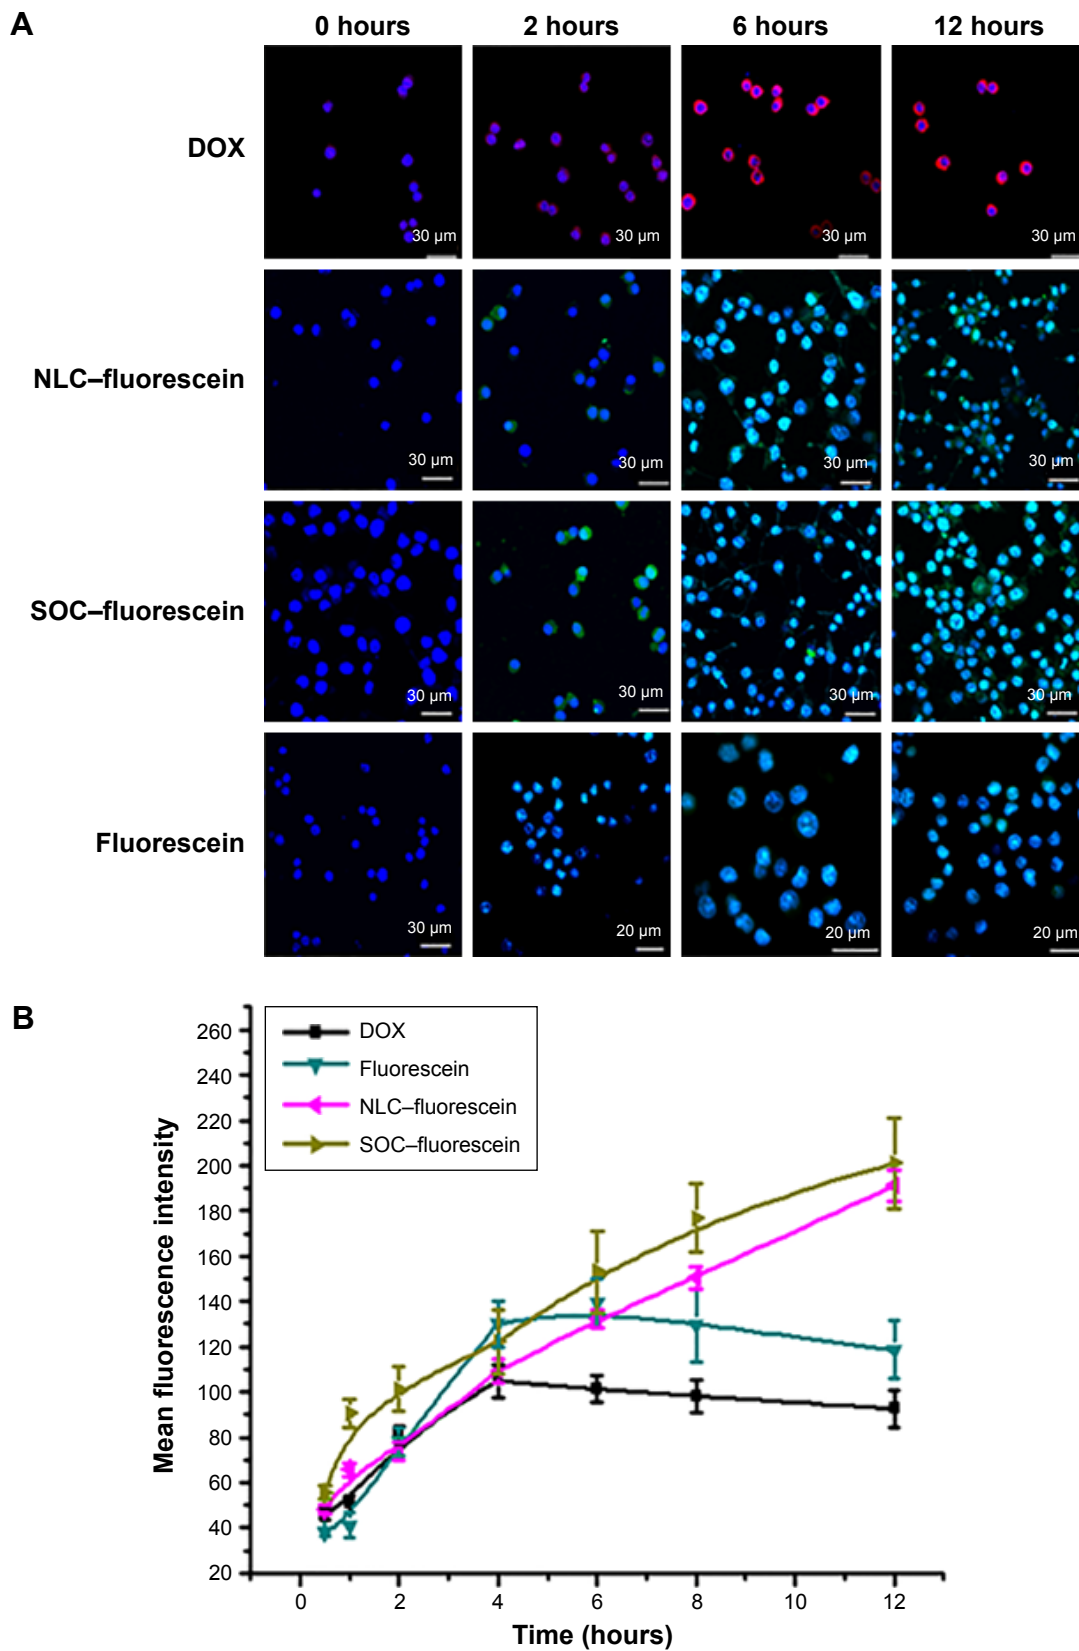 A
0 hours 2 hours 6 hours 12 hours
DOX
30 µm 30 µm 30 µm 30 µm
NLC–fluorescein
30 µm 30 µm 30 µm 30 µm
SOC–fluorescein
30 µm 30 µm 30 µm 30 µm
Fluorescein
30 µm 20 µm 20 µm 20 µm
B
DOX
Fluorescein
NLC–fluorescein
SOC–fluorescein
Mean fluorescence intensity
260
240
220
200
180
160
140
120
100
80
60
40
20
0 2 4 6 8 10 12
Time (hours)